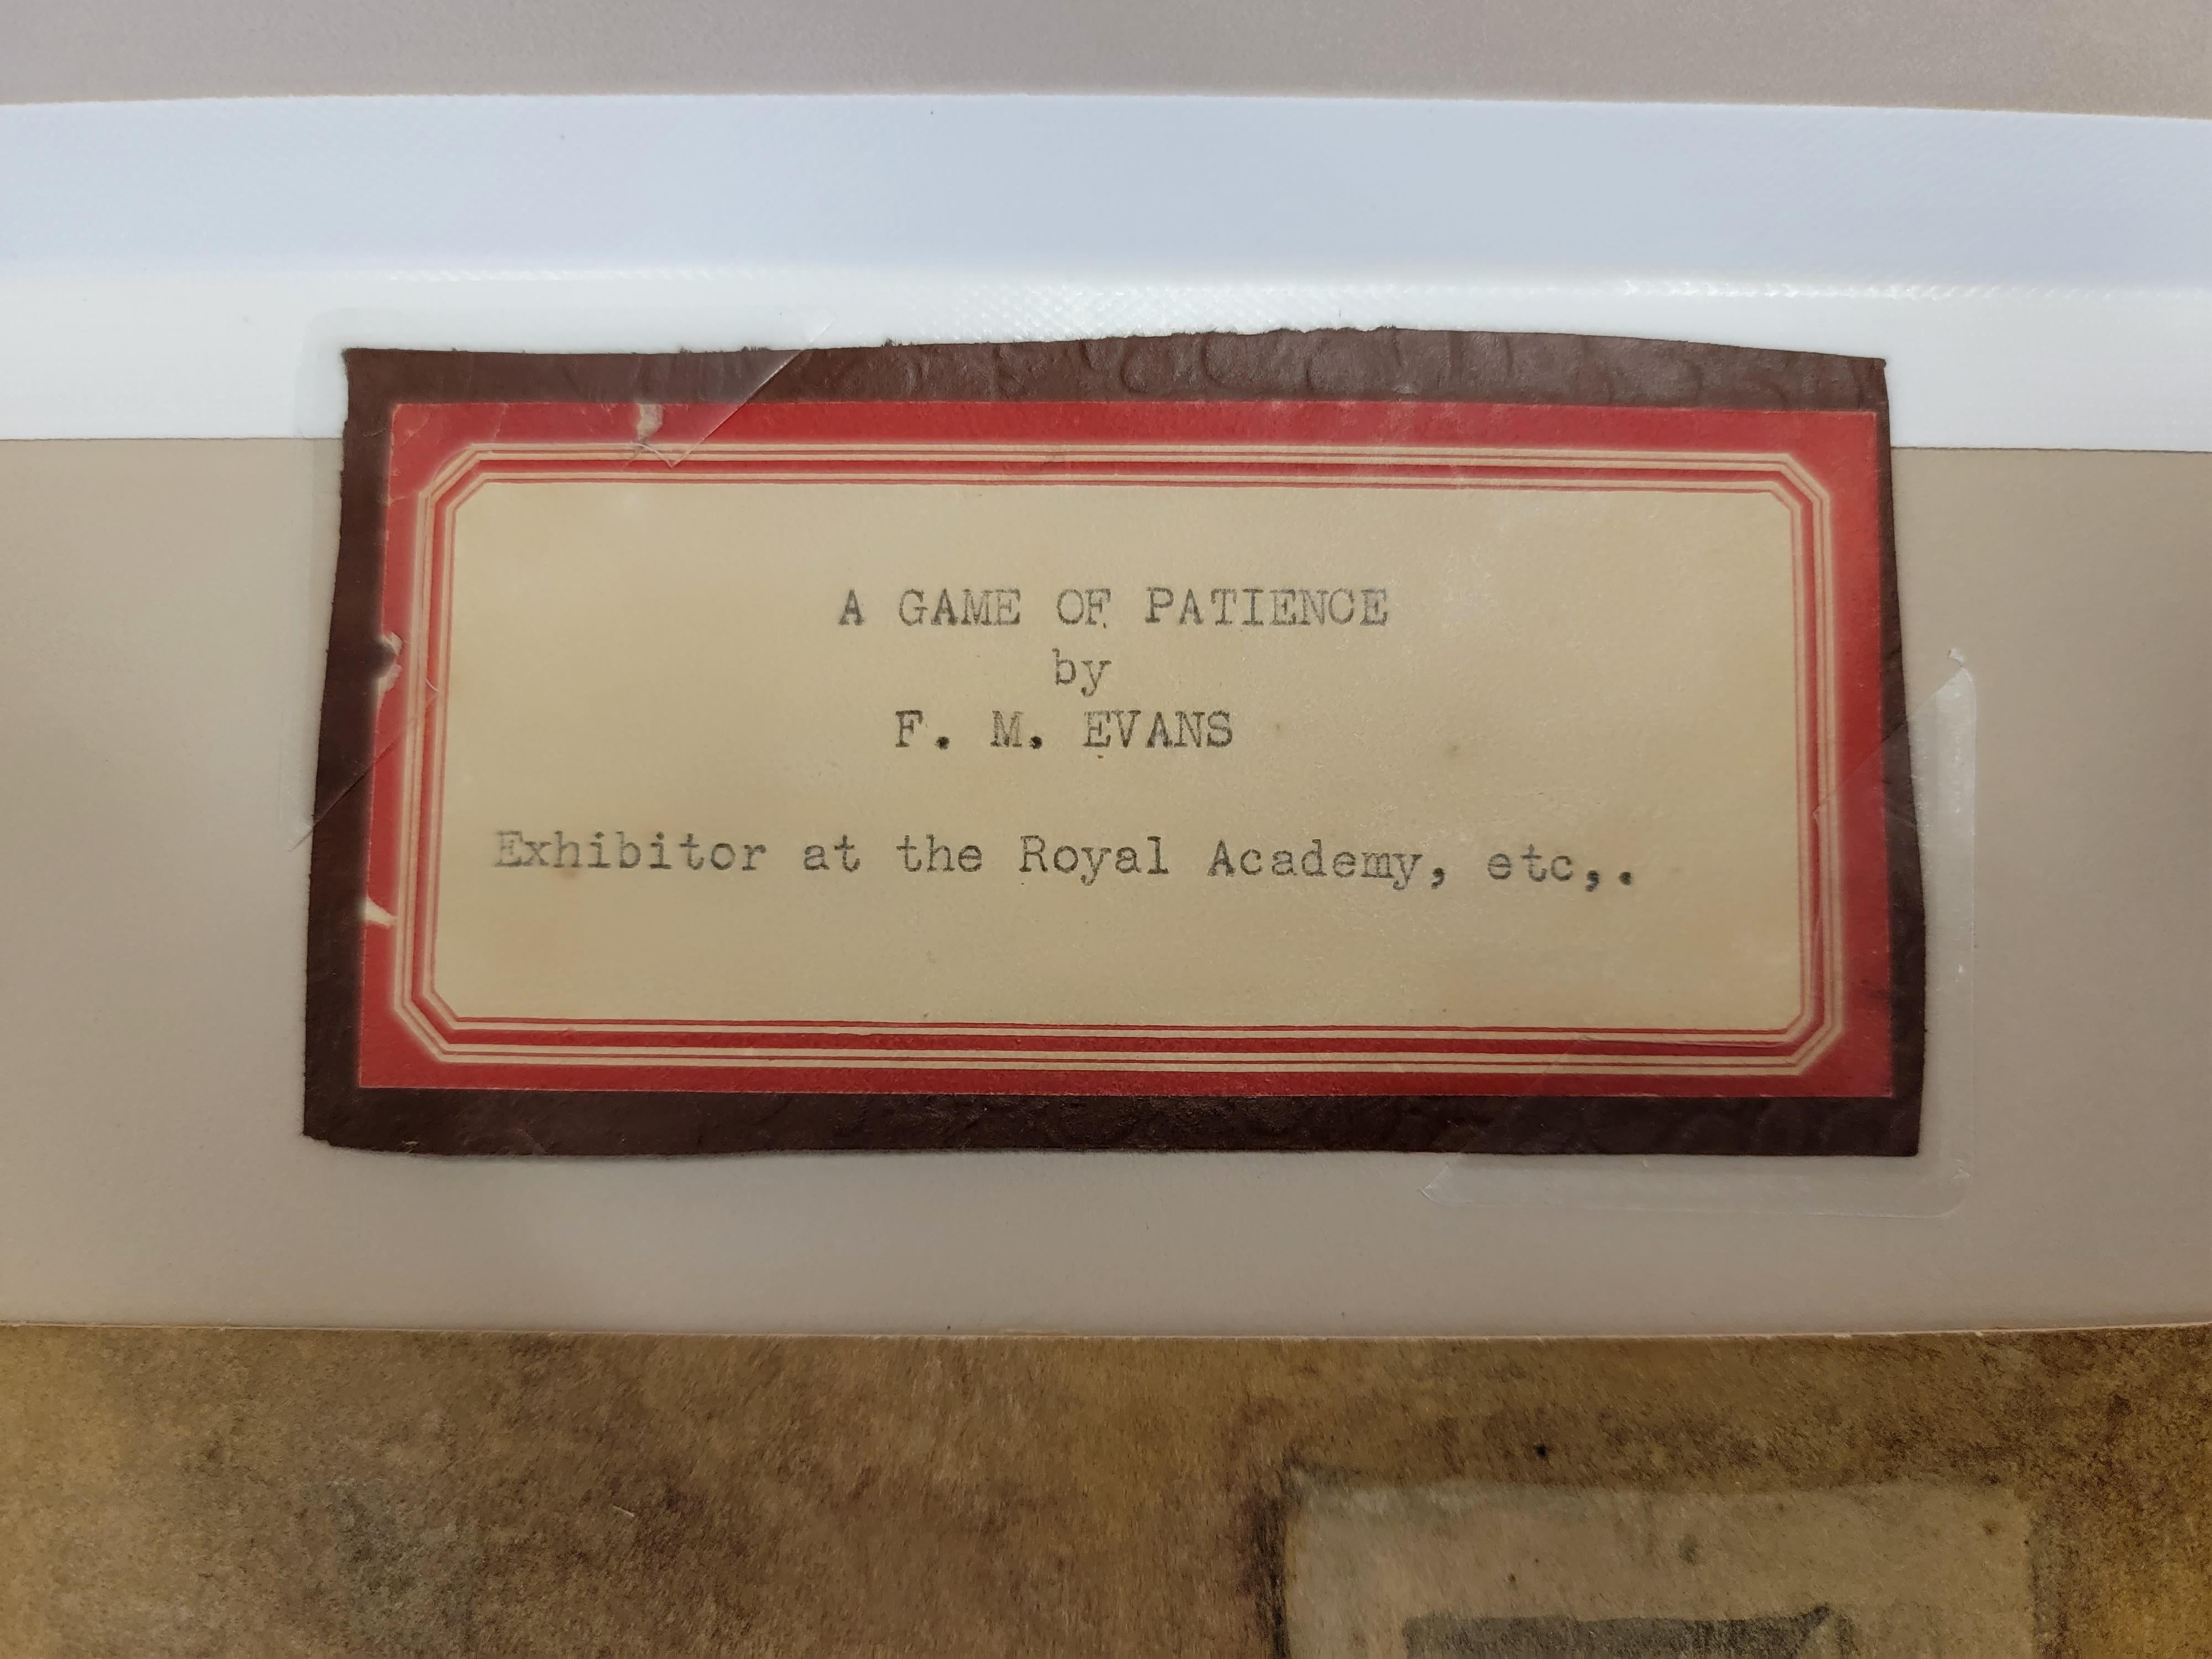 A GAME OF PATIENCE
by
F. M. EVANS
Exhibitor at the Royal Academy, etc,.